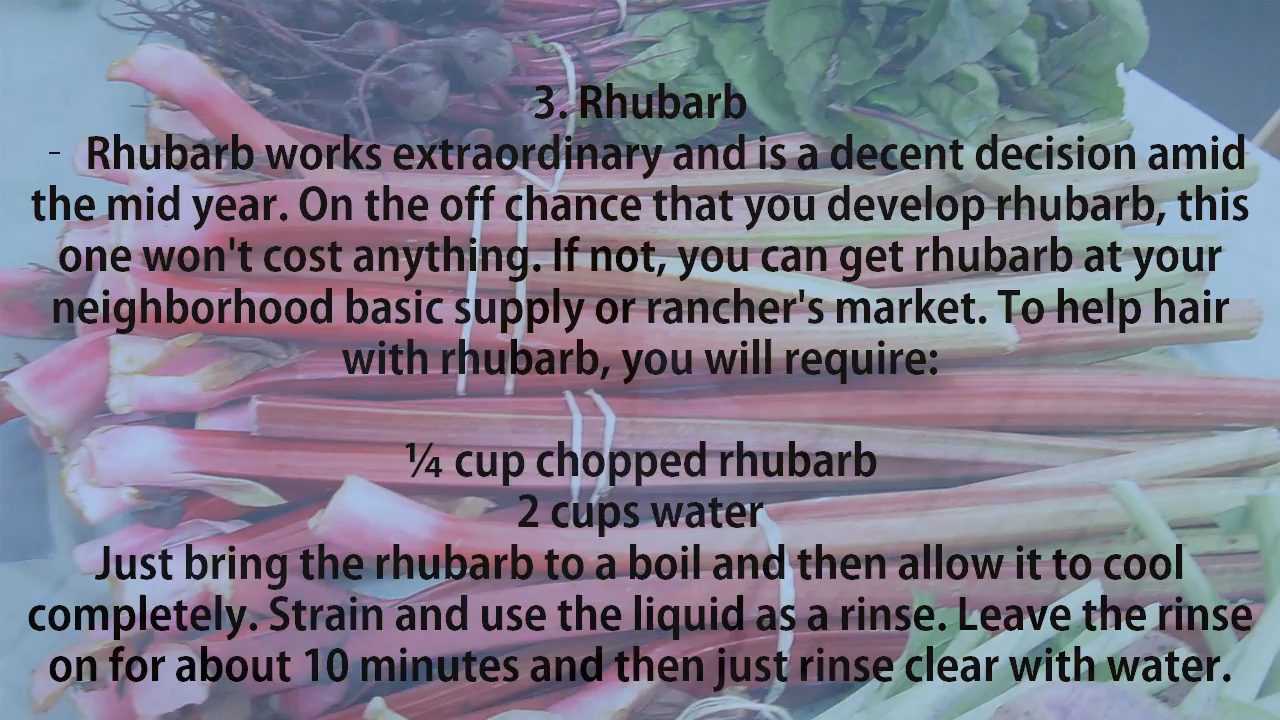 3. Rhubarb
- Rhubarb works extraordinary and is a decent decision amid
the mid year. On the off chance that you develop rhubarb, this
one won't cost anything. If not, you can get rhubarb at your
neighborhood basic supply or rancher's market. To help hair
with rhubarb, you will require:
¼ cup chopped rhubarb
2 cups water
Just bring the rhubarb to a boil and then allow it to cool
completely. Strain and use the liquid as a rinse. Leave the rinse
on for about 10 minutes and then just rinse clear with water.